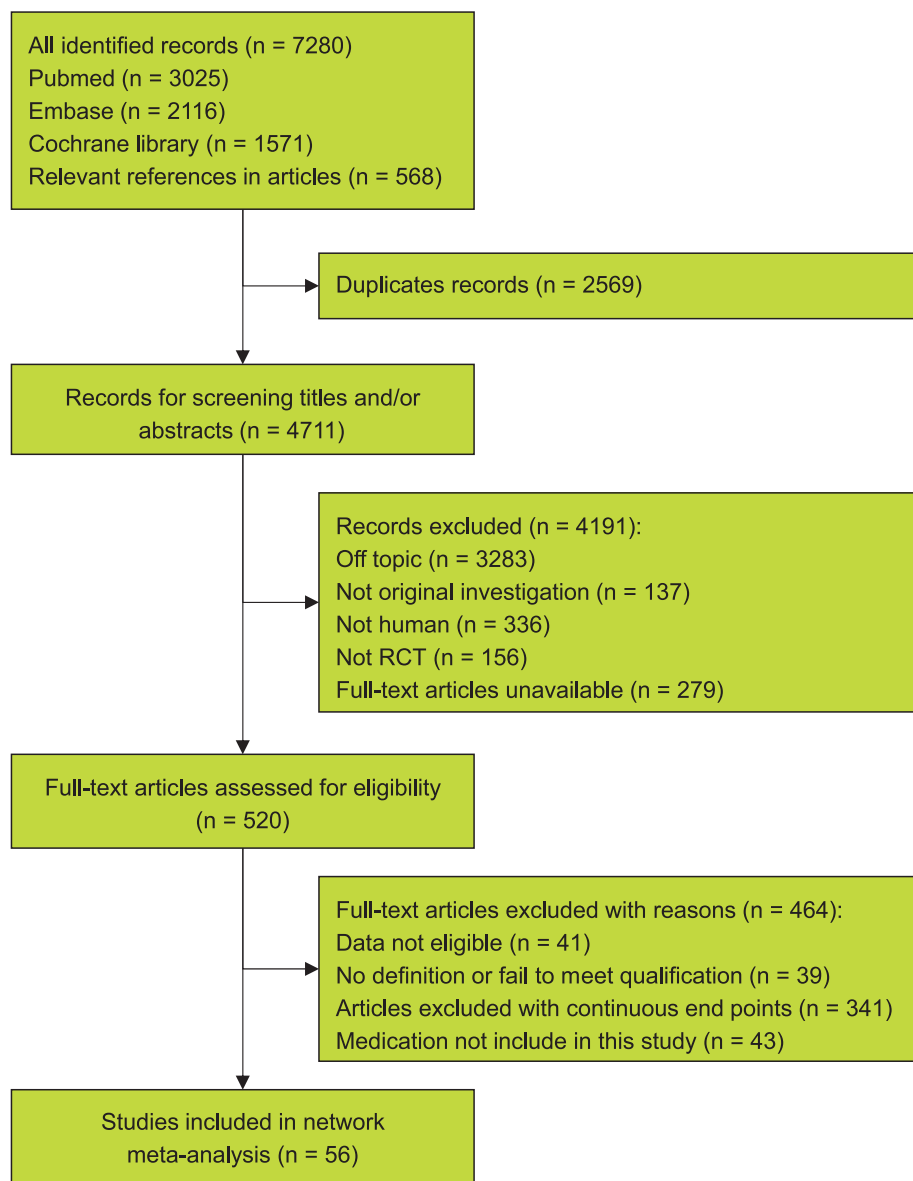 All identified records (n = 7280)
Pubmed (n = 3025)
Embase (n = 2116)
Cochrane library (n = 1571)
Relevant references in articles (n = 568)
Duplicates records (n = 2569)
Records for screening titles and/or
abstracts (n = 4711)
Records excluded (n = 4191):
Off topic (n = 3283)
Not original investigation (n = 137)
Not human (n = 336)
Not RCT (n = 156)
Full-text articles unavailable (n = 279)
Full-text articles assessed for eligibility
(n = 520)
Full-text articles excluded with reasons (n = 464):
Data not eligible (n = 41)
No definition or fail to meet qualification (n = 39)
Articles excluded with continuous end points (n = 341)
Medication not include in this study (n = 43)
Studies included in network
meta-analysis (n = 56)